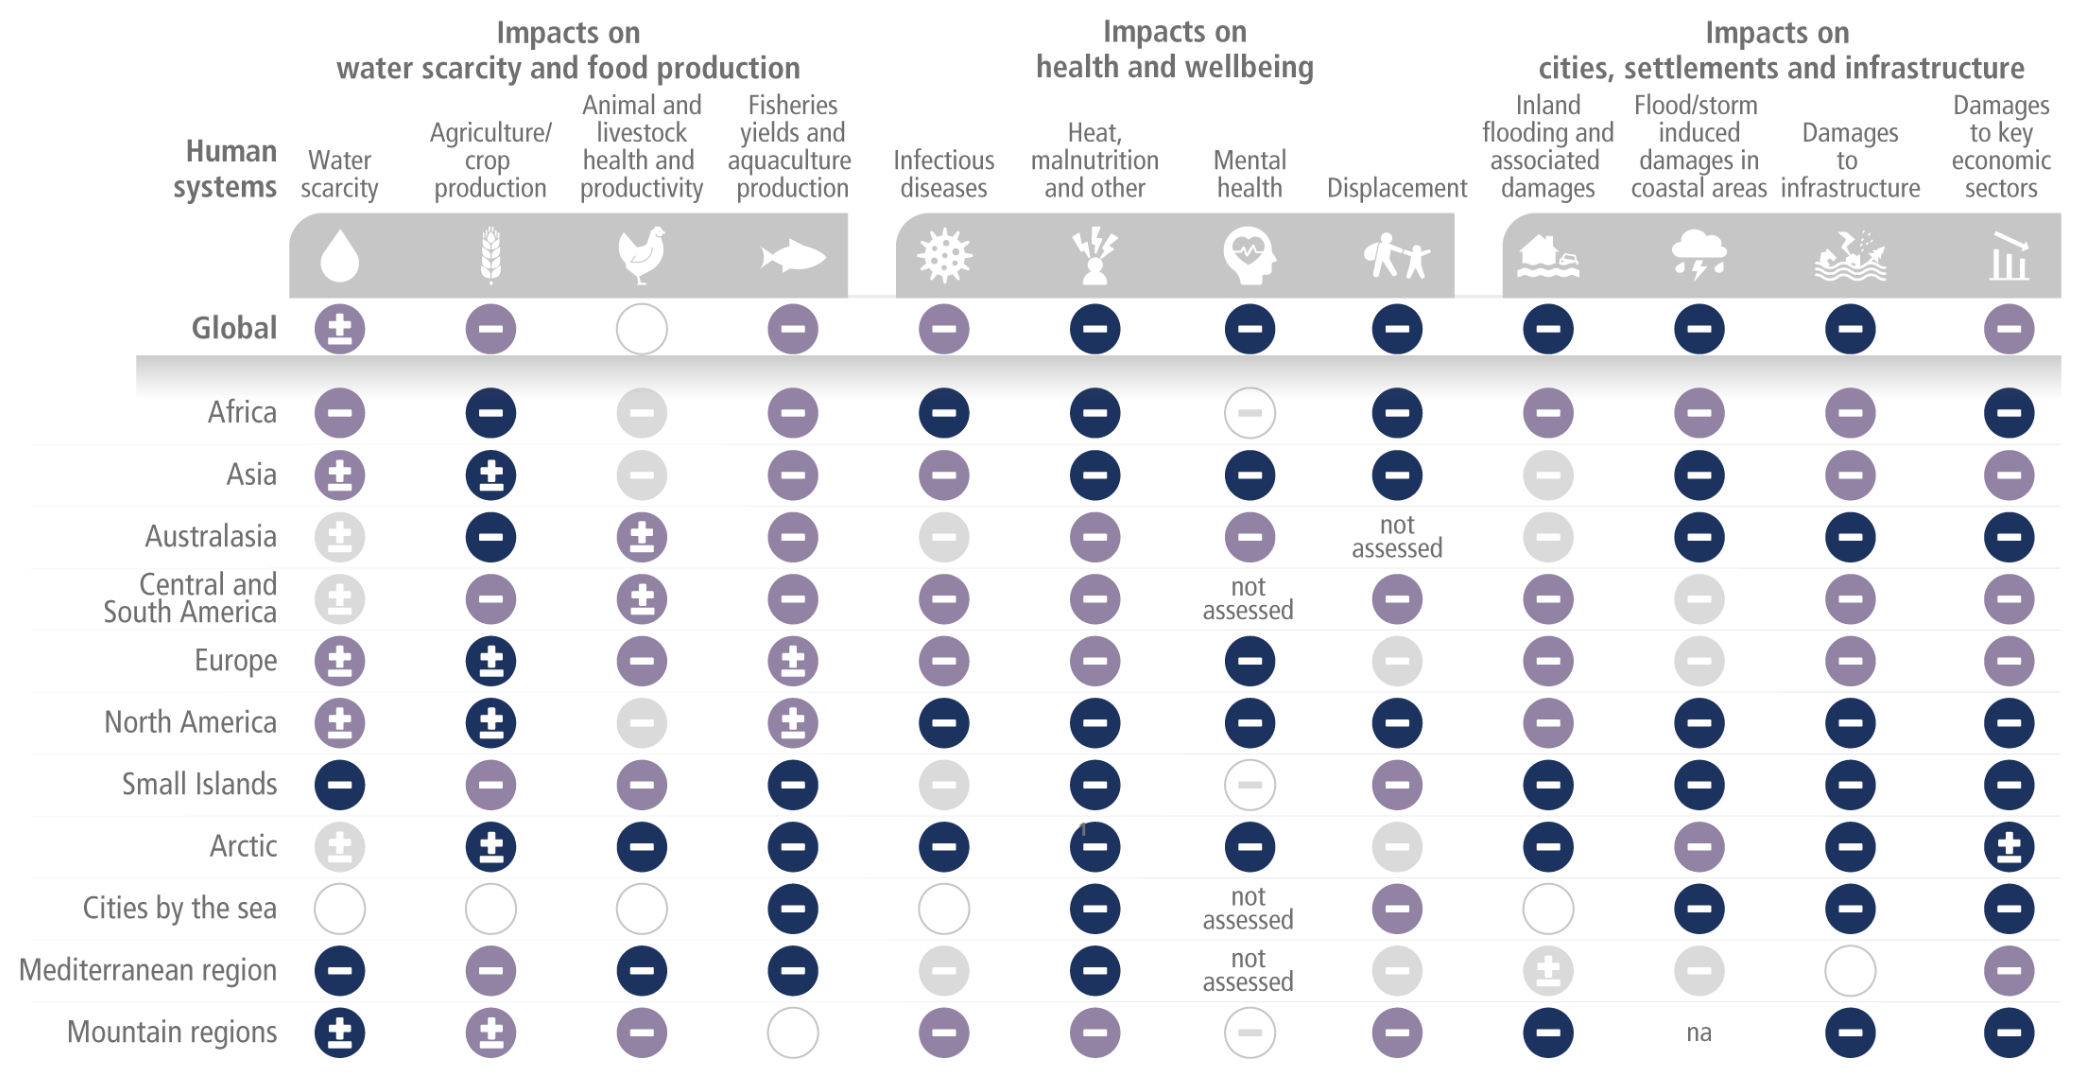 Impacts on
water scarcity and food production
Impacts on
health and wellbeing
Impacts on
cities, settlements and infrastructure
Human
systems
Water
scarcity
Agriculture/
crop
production
Animal and
livestock
health and
productivity
Fisheries
yields and
aquaculture
production
Infectious
diseases
Heat,
malnutrition
and other
Mental
health
Displacement
Inland
flooding and
associated
damages
Flood/storm
induced
damages in
coastal areas
Damages
to
infrastructure
Damages
to key
economic
sectors
Global
Africa
Asia
Australasia
not
assessed
Central and
South America
not
assessed
Europe
North America
Small Islands
Arctic
1
Cities by the sea
not
assessed
Mediterranean region
not
assessed
Mountain regions
na